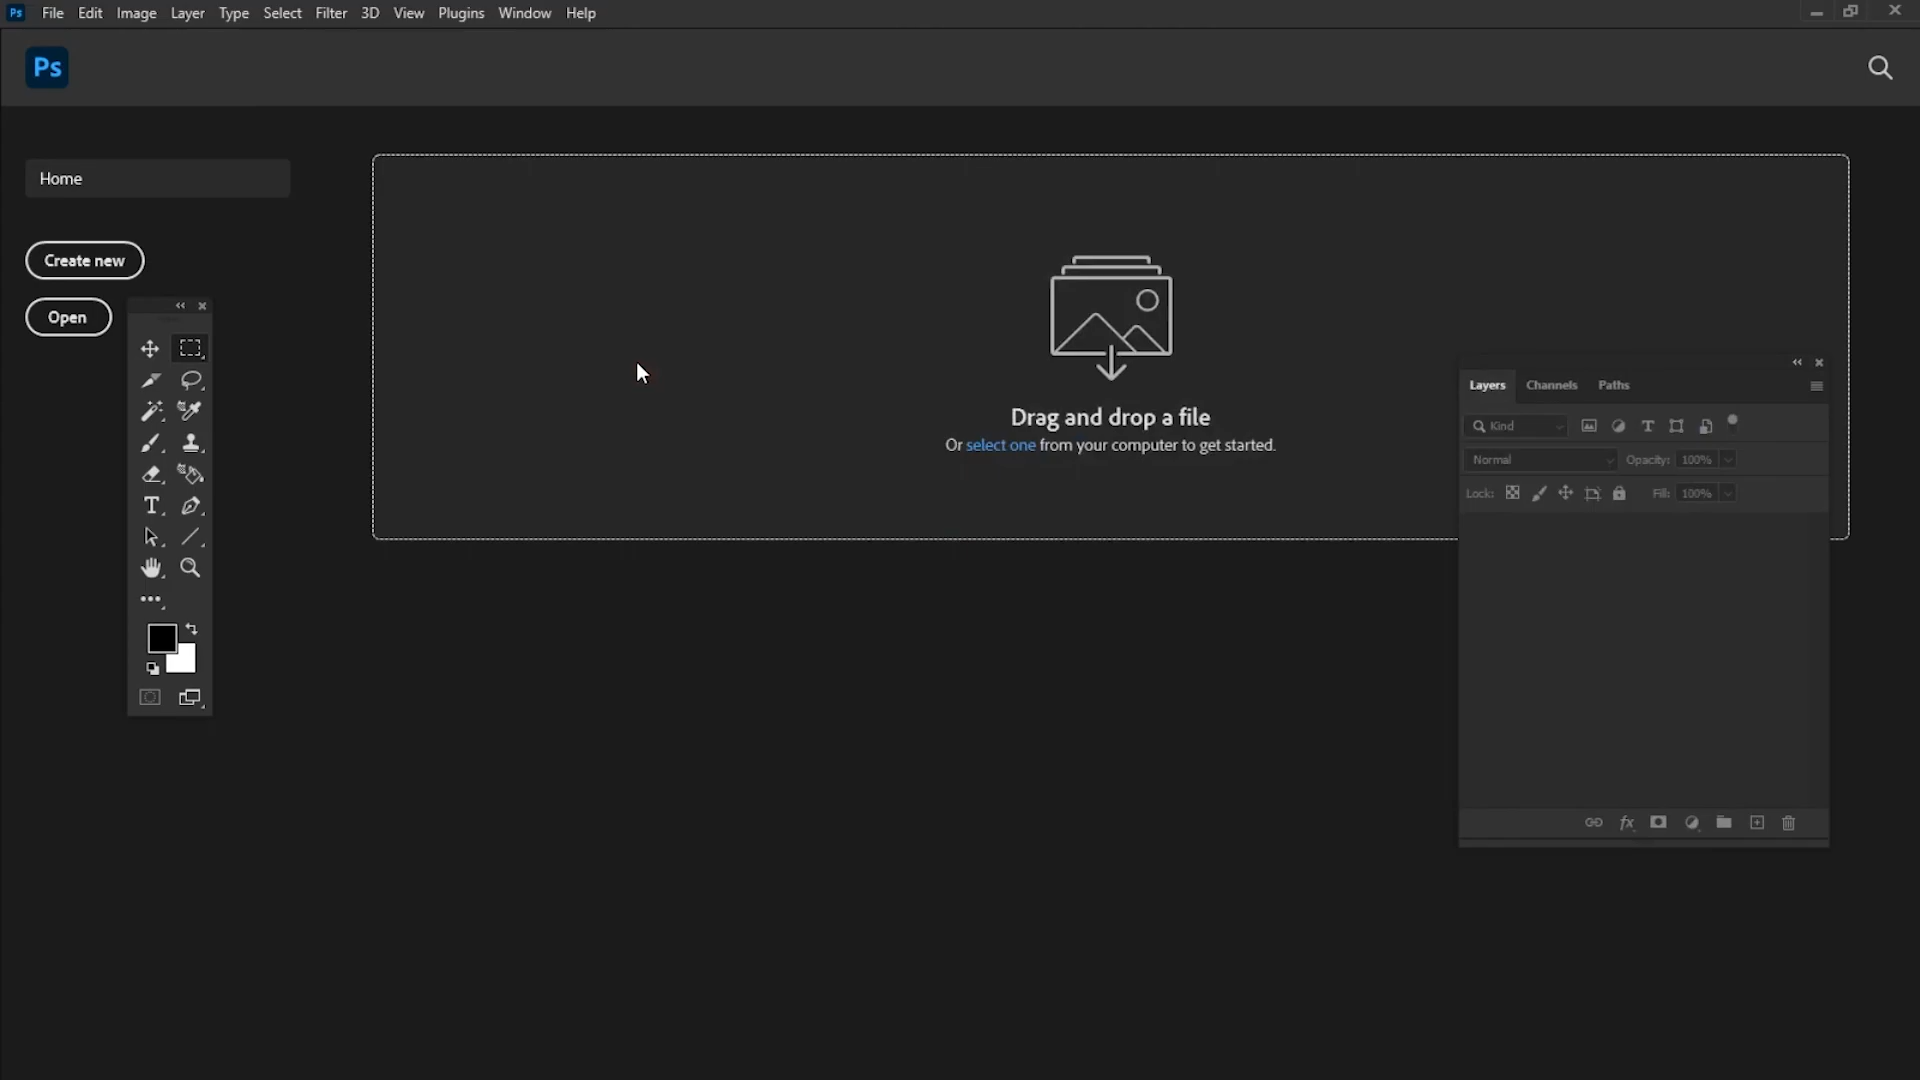 Ps File Edit Image Layer Type Select Filter 3D View Plugins Window Help
Ps
Home
Create new
Open
Drag and drop a file
Or select one from your computer to get started.
Layers Channels Paths
Kind
Normal Opacity: 100%
Lock: Fill: 100%